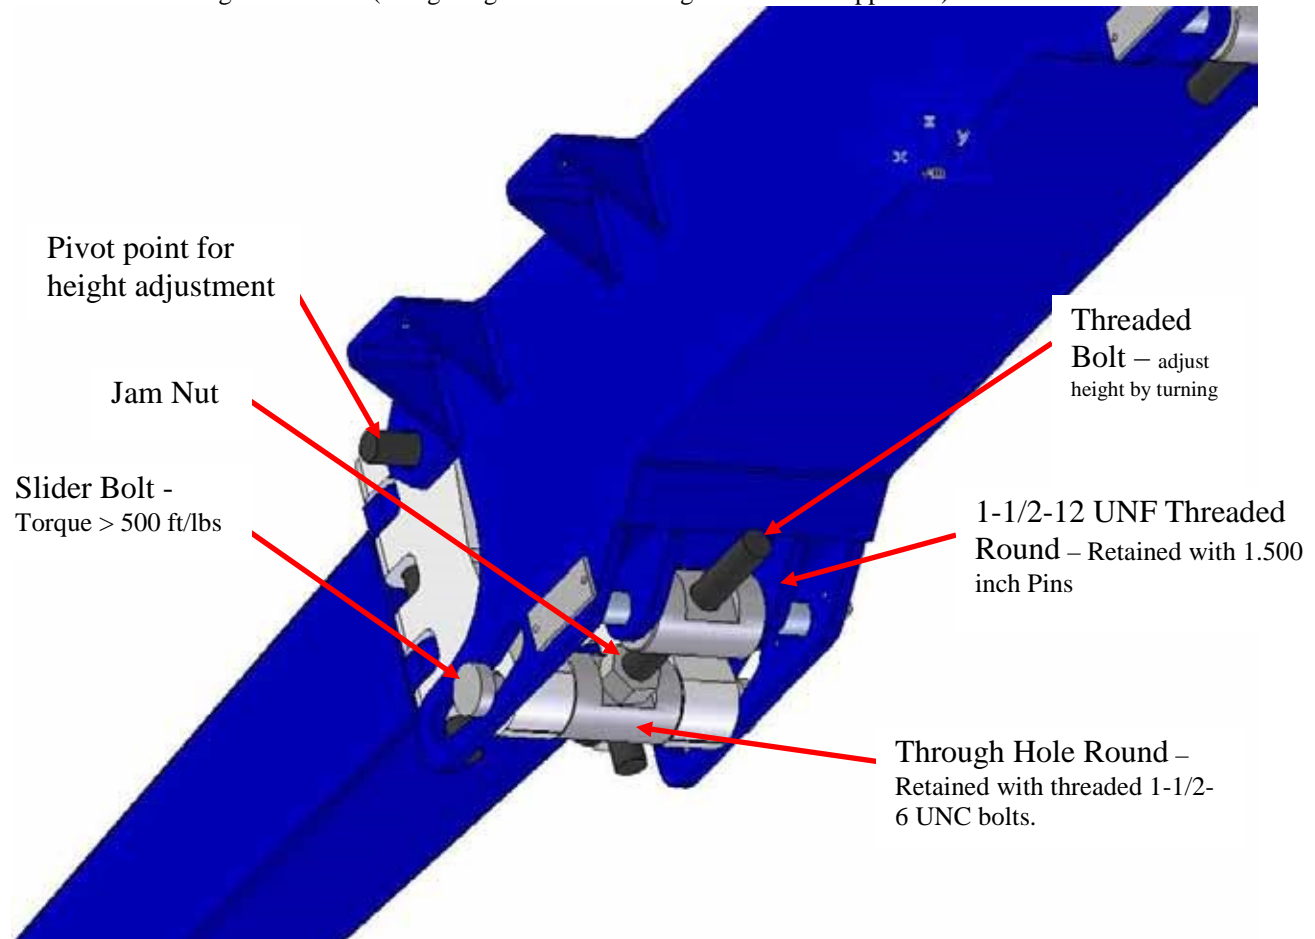 Pivot point for
height adjustment
Jam Nut
Slider Bolt -
Torque > 500 ft/lbs
Threaded
Bolt – adjust
height by turning
1-1/2-12 UNF Threaded
Round – Retained with 1.500
inch Pins
Through Hole Round –
Retained with threaded 1-1/2-
6 UNC bolts.